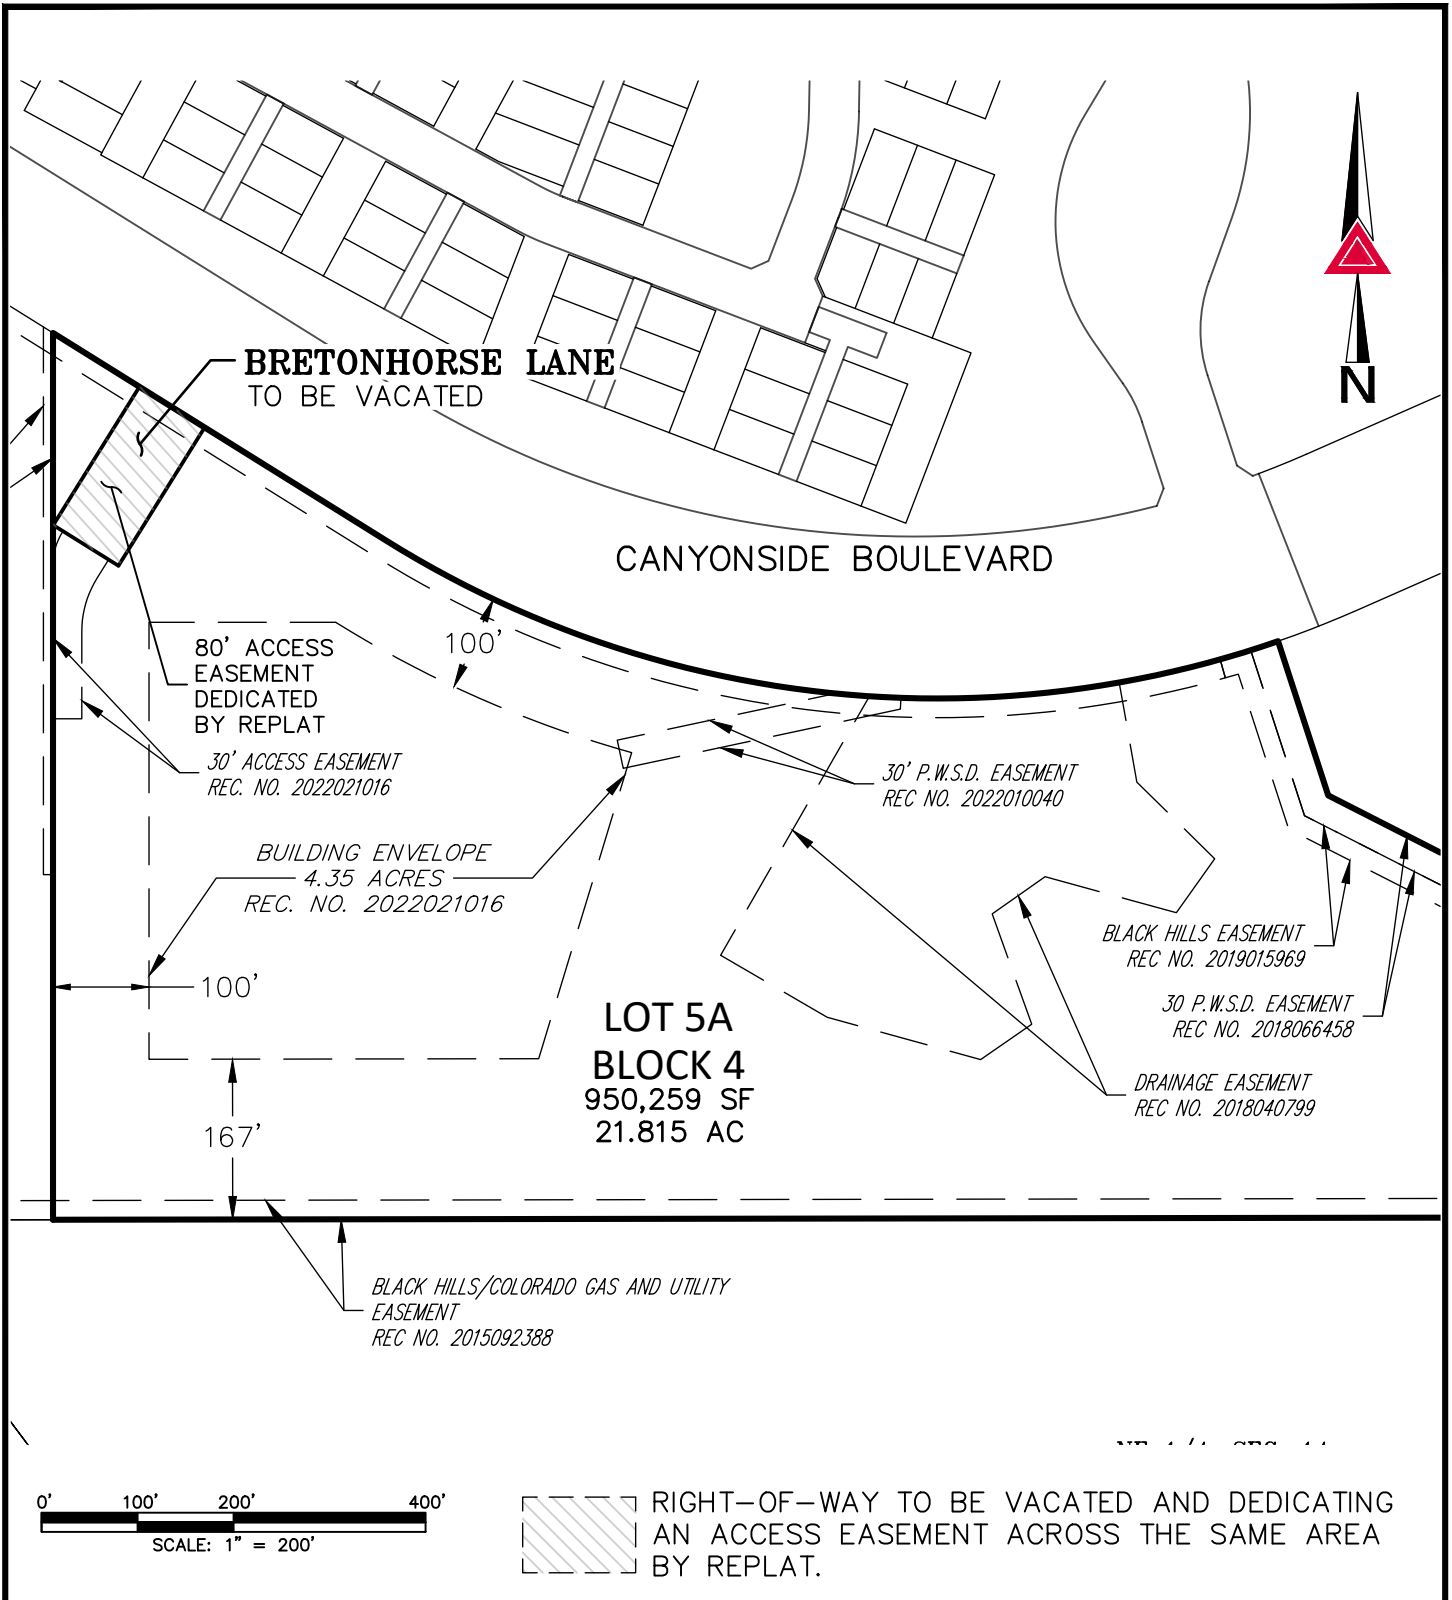 BRETONHORSE LANE
TO BE VACATED
N
CANYONSIDE BOULEVARD
100'
80' ACCESS
EASEMENT
DEDICATED
BY REPLAT
30' ACCESS EASEMENT
REC. NO. 2022021016
30' P.W.S.D. EASEMENT
REC NO. 2022010040
BUILDING ENVELOPE
4.35 ACRES
REC. NO. 2022021016
BLACK HILLS EASEMENT
REC NO. 2019015969
100'
30 P.W.S.D. EASEMENT
REC NO. 2018066458
LOT 5A
BLOCK 4
950,259 SF
21.815 AC
DRAINAGE EASEMENT
REC NO. 2018040799
167'
BLACK HILLS/COLORADO GAS AND UTILITY
EASEMENT
REC NO. 2015092388
0' 100' 200' 400'
SCALE: 1" = 200'
RIGHT-OF-WAY TO BE VACATED AND DEDICATING
AN ACCESS EASEMENT ACROSS THE SAME AREA
BY REPLAT.